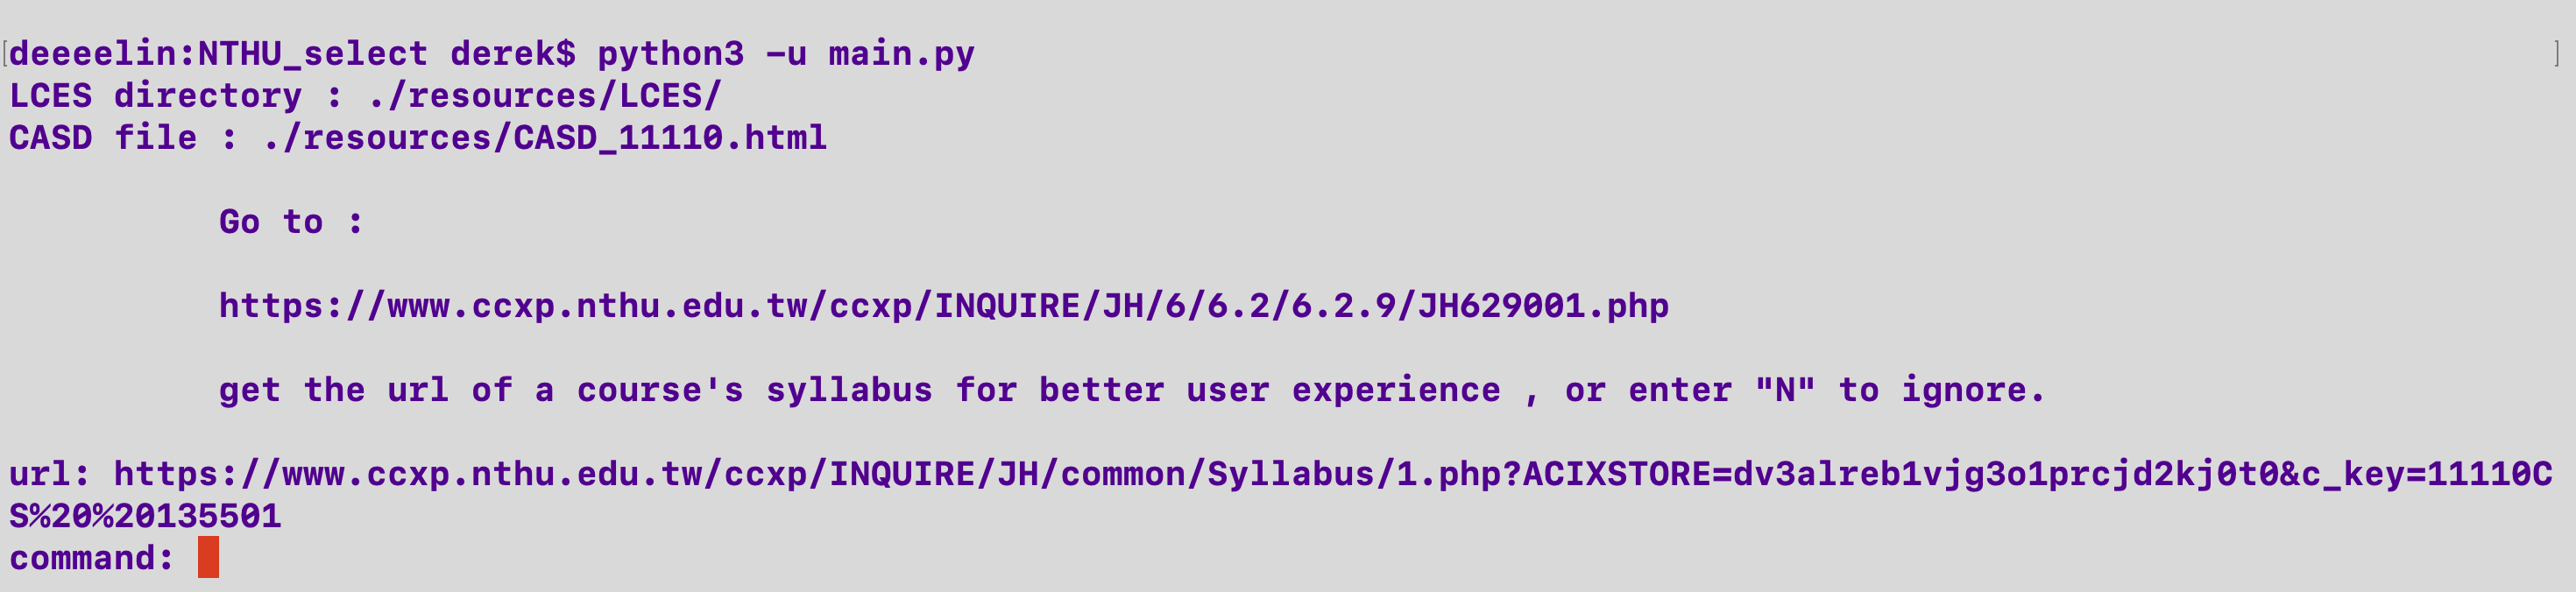 [deeeelin:NTHU_select derek$ python3 -u main.py ]
LCES directory : ./resources/LCES/
CASD file : ./resources/CASD_11110.html
Go to :
https://www.ccxp.nthu.edu.tw/ccxp/INQUIRE/JH/6/6.2/6.2.9/JH629001.php
get the url of a course's syllabus for better user experience , or enter "N" to ignore.
url: https://www.ccxp.nthu.edu.tw/ccxp/INQUIRE/JH/common/Syllabus/1.php?ACIXSTORE=dv3alreb1vjg3o1prcjd2kj0t0&c_key=11110C
S%20%20135501
command: